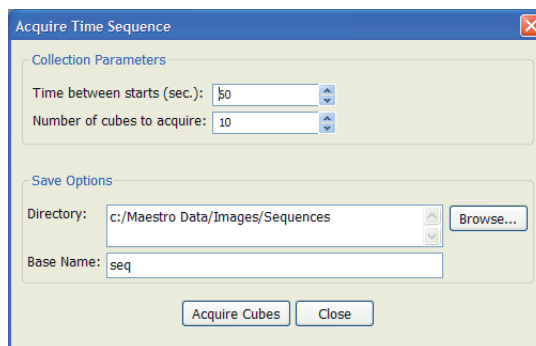 Acquire Time Sequence
Collection Parameters
Time between starts (sec.): 60
Number of cubes to acquire: 10
Save Options
Directory: c:/Maestro Data/Images/Sequences Browse...
Base Name: seq
Acquire Cubes Close